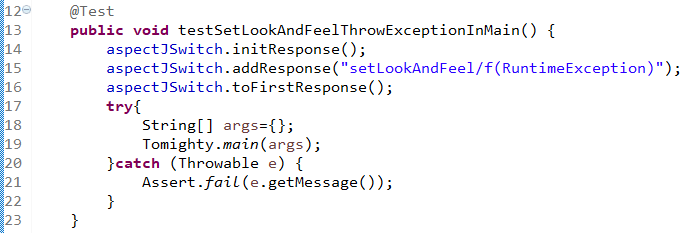 12 @Test
13 public void testSetLookAndFeelThrowExceptionInMain() {
14 aspectJSwitch.initResponse();
15 aspectJSwitch.addResponse("setLookAndFeel/f(RuntimeException)");
16 aspectJSwitch.toFirstResponse();
17 try{
18 String[] args={};
19 Tomighty.main(args);
20 }catch (Throwable e) {
21 Assert.fail(e.getMessage());
22 }
23 }